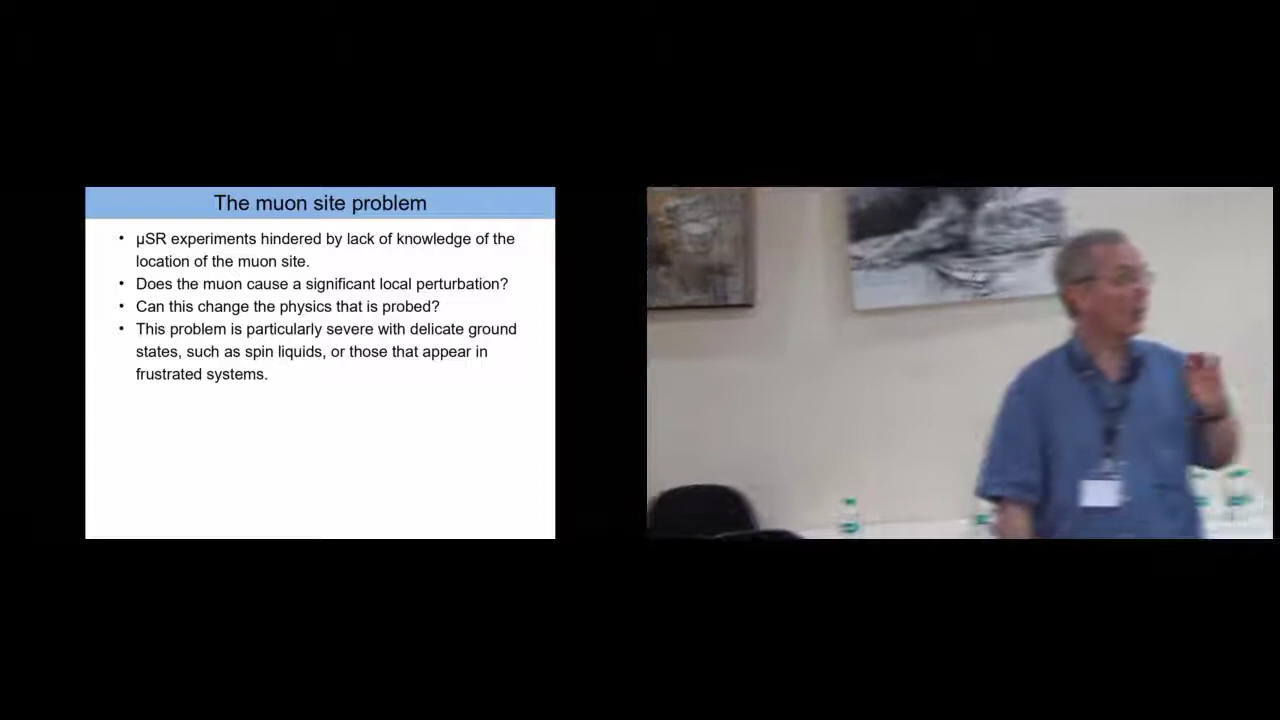 The muon site problem
• µSR experiments hindered by lack of knowledge of the
location of the muon site.
• Does the muon cause a significant local perturbation?
• Can this change the physics that is probed?
• This problem is particularly severe with delicate ground
states, such as spin liquids, or those that appear in
frustrated systems.